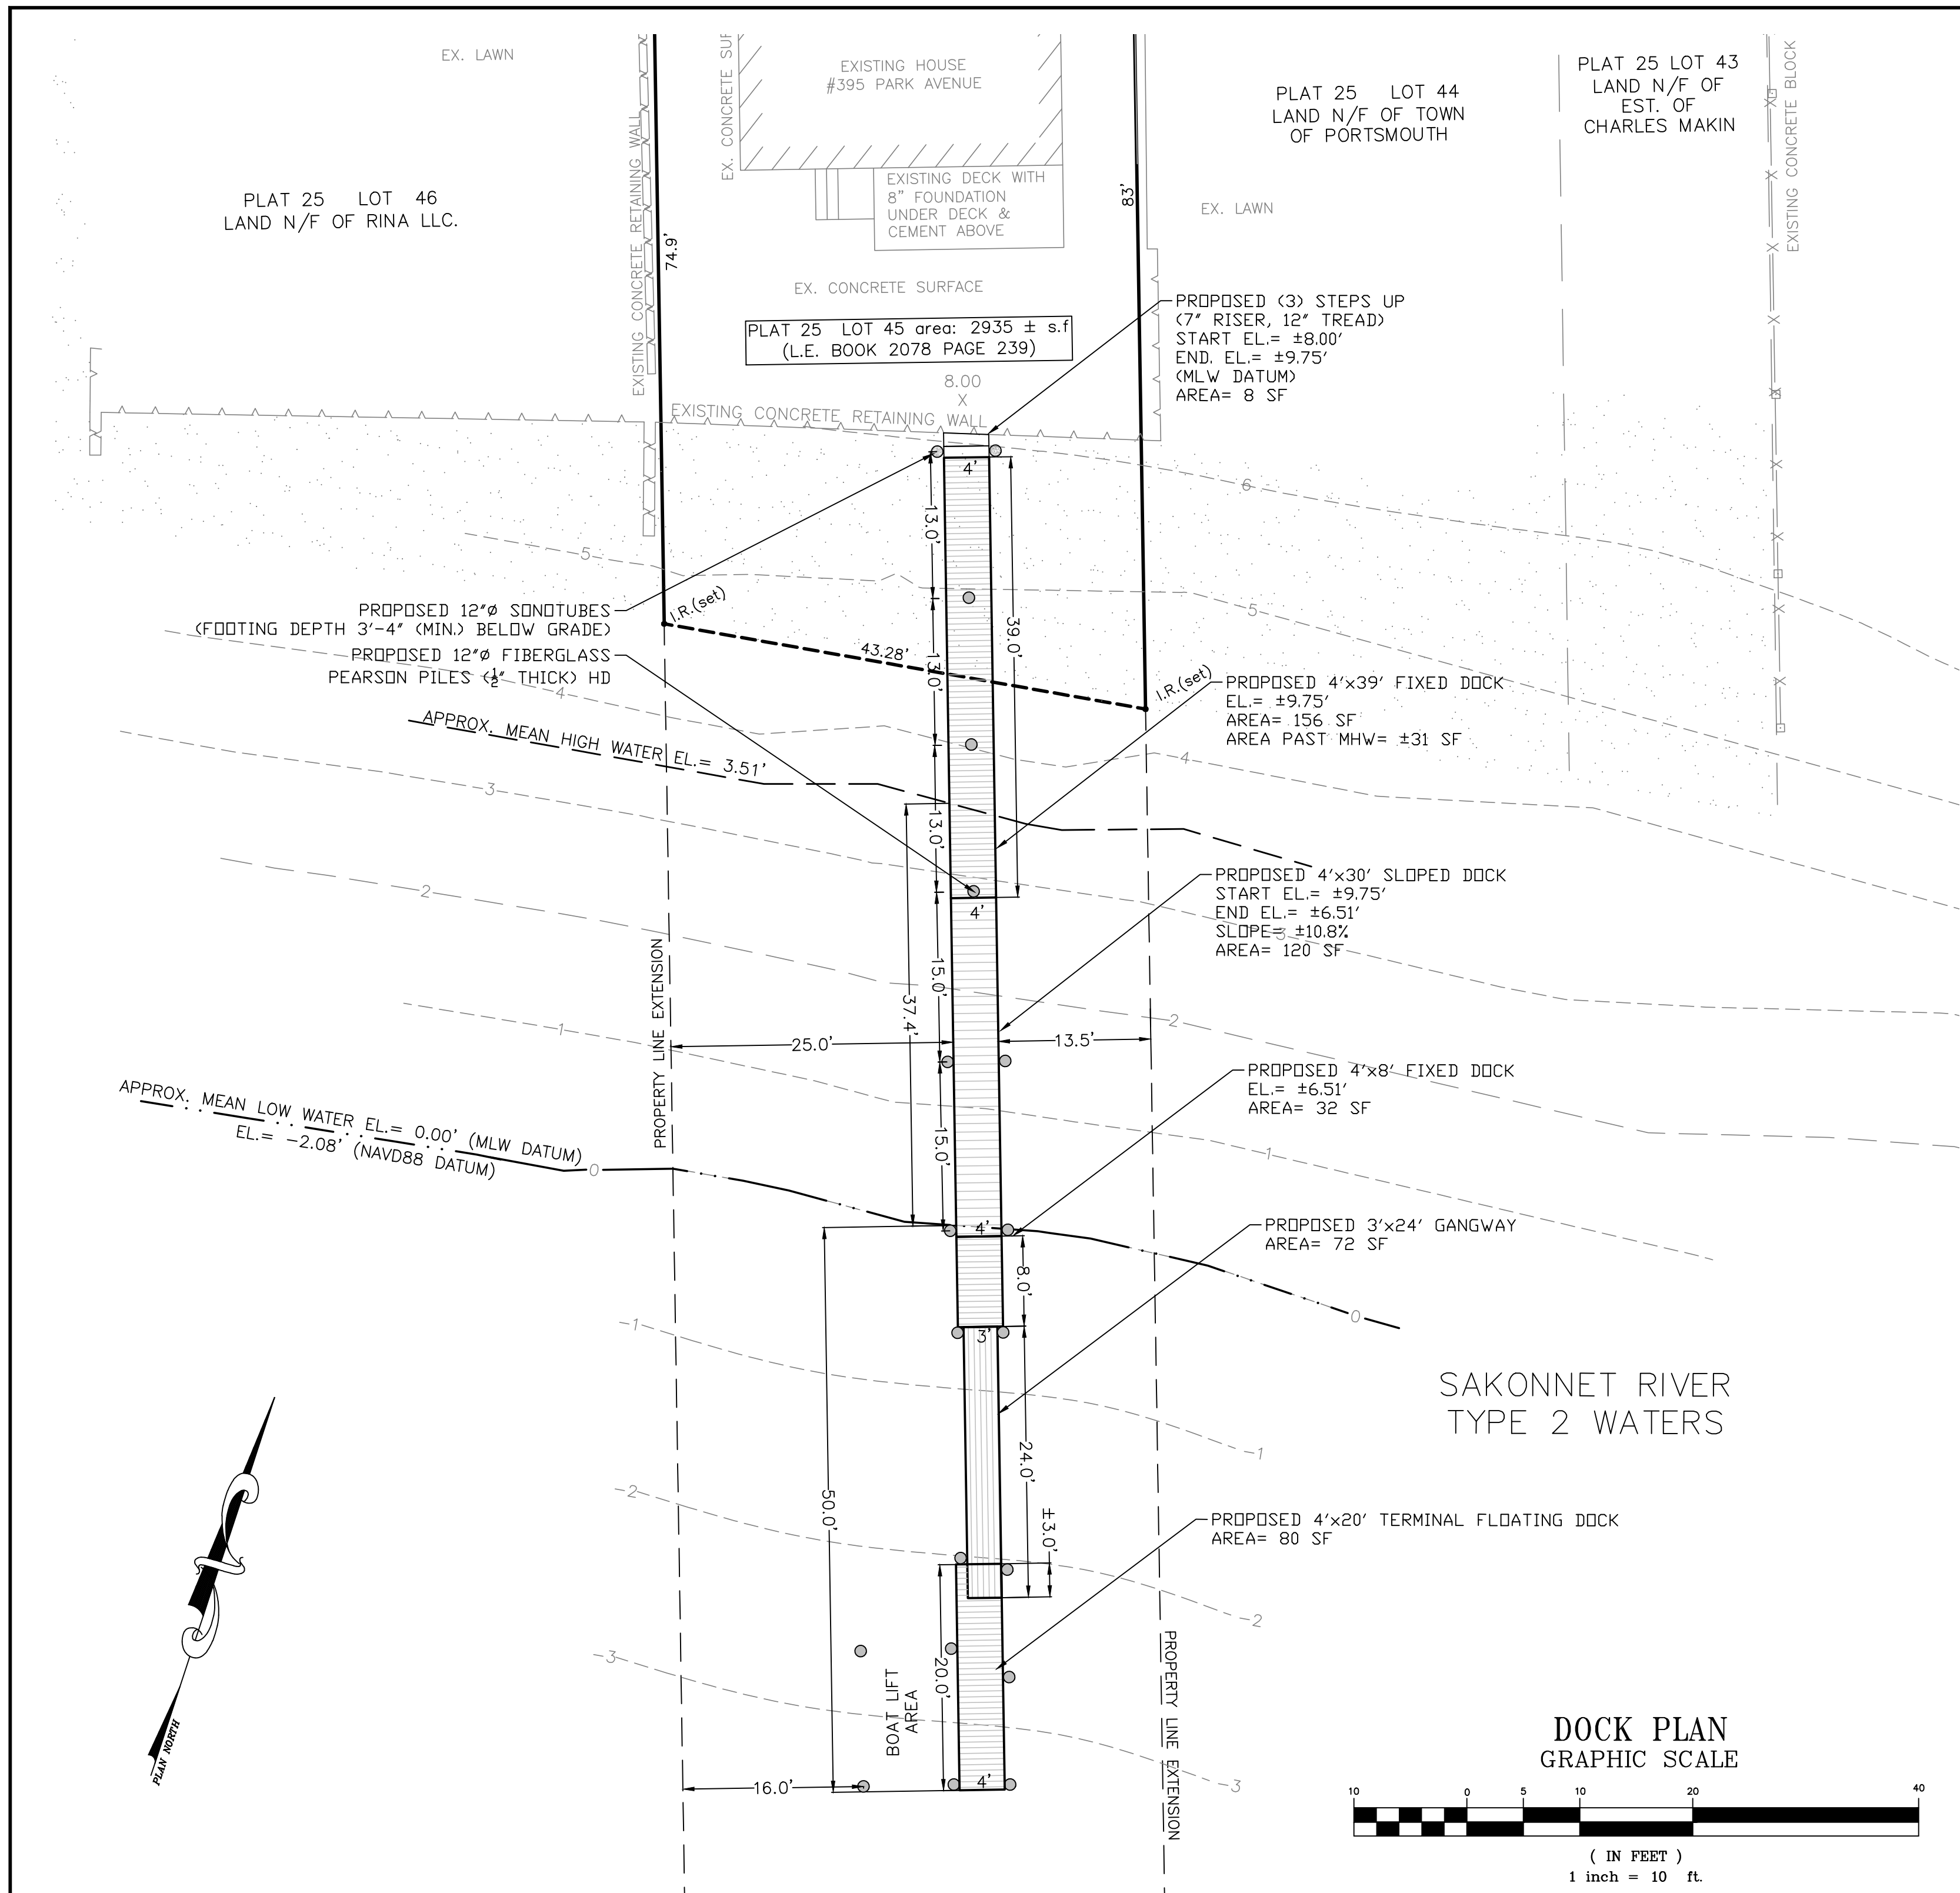 EX. LAWN
EX. CONCRETE SUR
EXISTING HOUSE
#395 PARK AVENUE
PLAT 25 LOT 43
LAND N/F OF
EST. OF
CHARLES MAKIN
EXISTING CONCRETE BLOCK
PLAT 25 LOT 44
LAND N/F OF TOWN
OF PORTSMOUTH
EXISTING CONCRETE RETAINING WALL
PLAT 25 LOT 46
LAND N/F OF RINA LLC.
74.9'
EXISTING DECK WITH
8" FOUNDATION
UNDER DECK &
CEMENT ABOVE
83'
EX. LAWN
EX. CONCRETE SURFACE
PLAT 25 LOT 45 area: 2935 ± s.f
(L.E. BOOK 2078 PAGE 239)
8.00
X
EXISTING CONCRETE RETAINING WALL
PROPOSED (3) STEPS UP
(7" RISER, 12" TREAD)
START EL.= ±8.00'
END. EL.= ±9.75'
(MLW DATUM)
AREA= 8 SF
4'
13.0'
39.0'
6
5
5
PROPOSED 12"Ø SONOTUBES
(FOOTING DEPTH 3'-4" (MIN.) BELOW GRADE)
PROPOSED 12"Ø FIBERGLASS
PEARSON PILES (½" THICK) HD
I.R.(set)
43.28'
13.0'
I.R.(set)
PROPOSED 4'x39' FIXED DOCK
EL.= ±9.75'
AREA= 156 SF
AREA PAST MHW= ±31 SF
4
4
APPROX. MEAN HIGH WATER EL.= 3.51'
3
13.0'
4'
PROPOSED 4'x30' SLOPED DOCK
START EL.= ±9.75'
END EL.= ±6.51'
SLOPE= ±10.8%
AREA= 120 SF
3
2
2
15.0'
37.4'
PROPERTY LINE EXTENSION
1
25.0'
13.5'
PROPOSED 4'x8' FIXED DOCK
EL.= ±6.51'
AREA= 32 SF
1
APPROX. MEAN LOW WATER EL.= 0.00' (MLW DATUM)
EL.= -2.08' (NAVD88 DATUM)
0
15.0'
4'
8.0'
PROPOSED 3'x24' GANGWAY
AREA= 72 SF
0
-1
3'
-1
24.0'
SAKONNET RIVER
TYPE 2 WATERS
-2
50.0'
±3.0'
PROPOSED 4'x20' TERMINAL FLOATING DOCK
AREA= 80 SF
-2
-3
BOAT LIFT
AREA
20.0'
PROPERTY LINE EXTENSION
-3
16.0'
4'
PLAN NORTH
DOCK PLAN
GRAPHIC SCALE
10 0 5 10 20 40
( IN FEET )
1 inch = 10 ft.